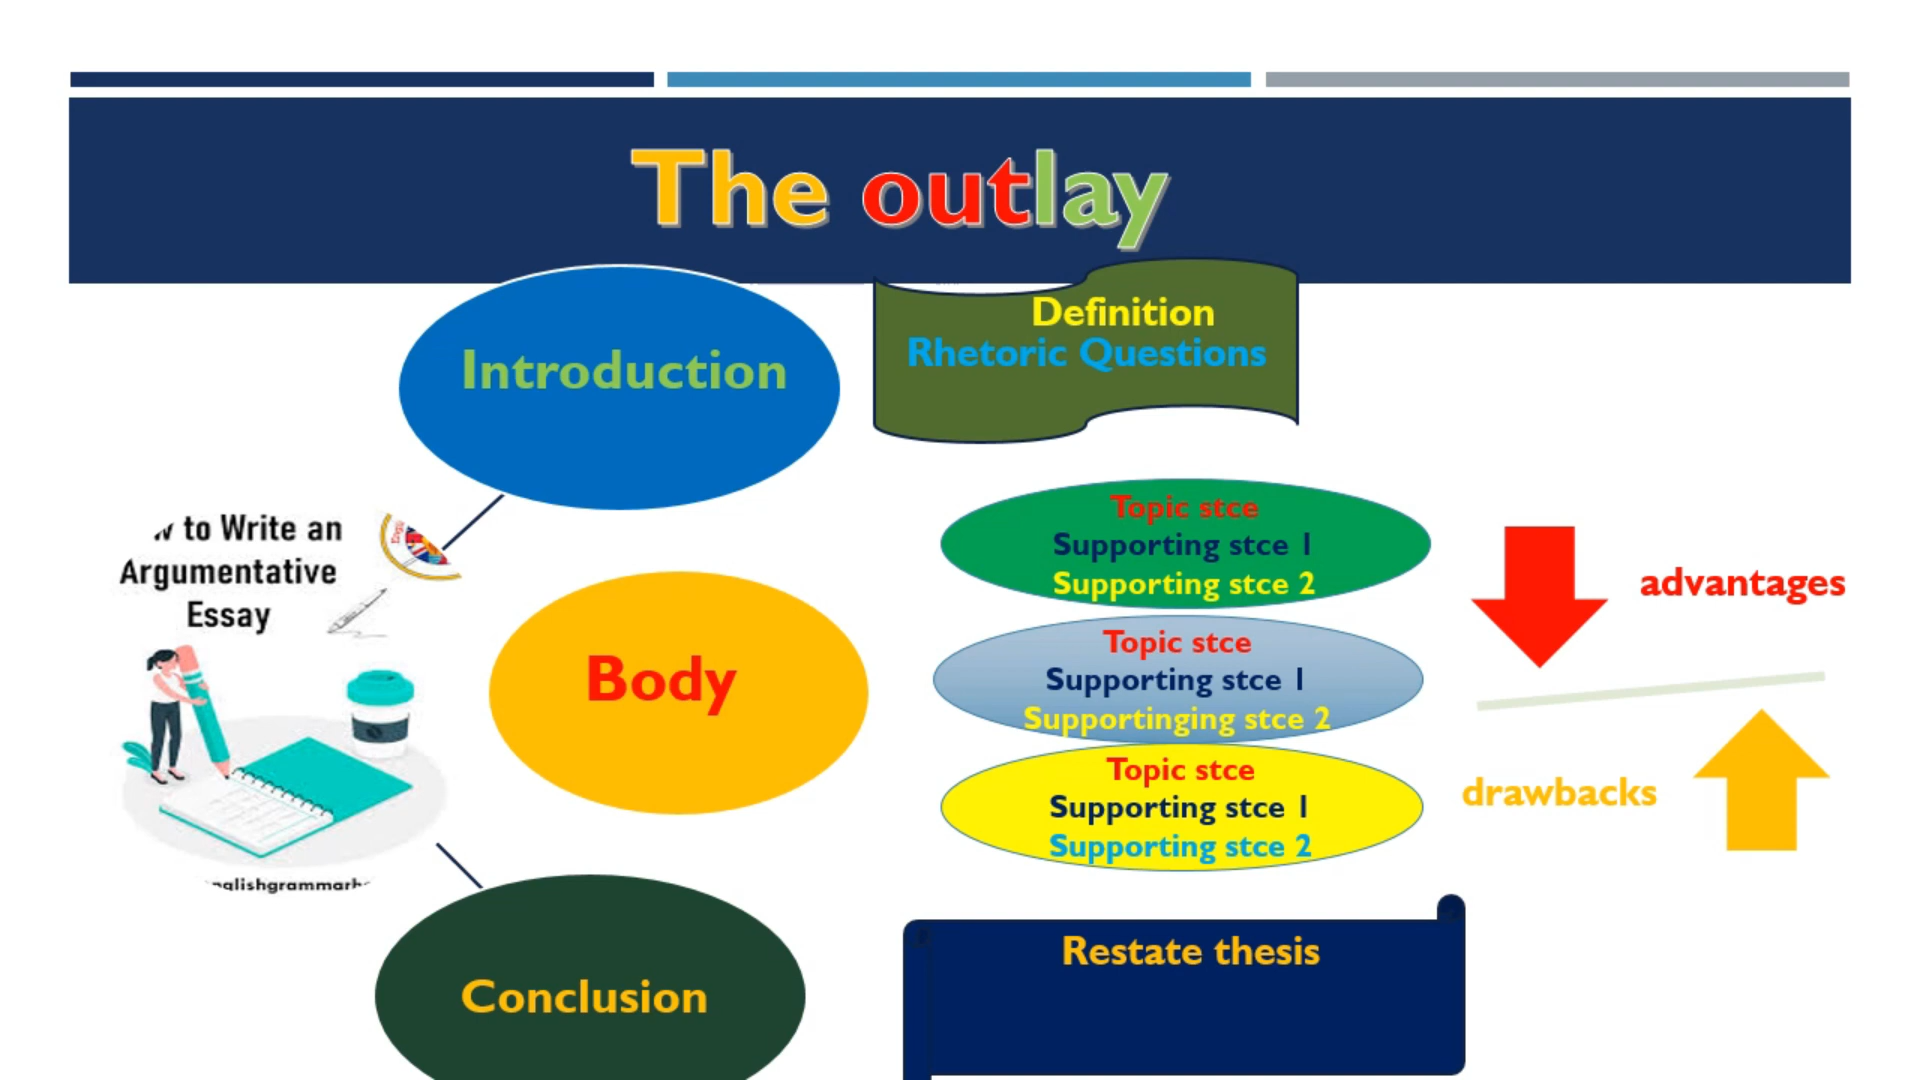 The outlay
Introduction
Definition
Rhetoric Questions
to Write an
Argumentative
Essay
Body
Topic stce
Supporting stce 1
Supporting stce 2
Topic stce
Supporting stce 1
Supportinging stce 2
Topic stce
Supporting stce 1
Supporting stce 2
advantages
drawbacks
Conclusion
Restate thesis